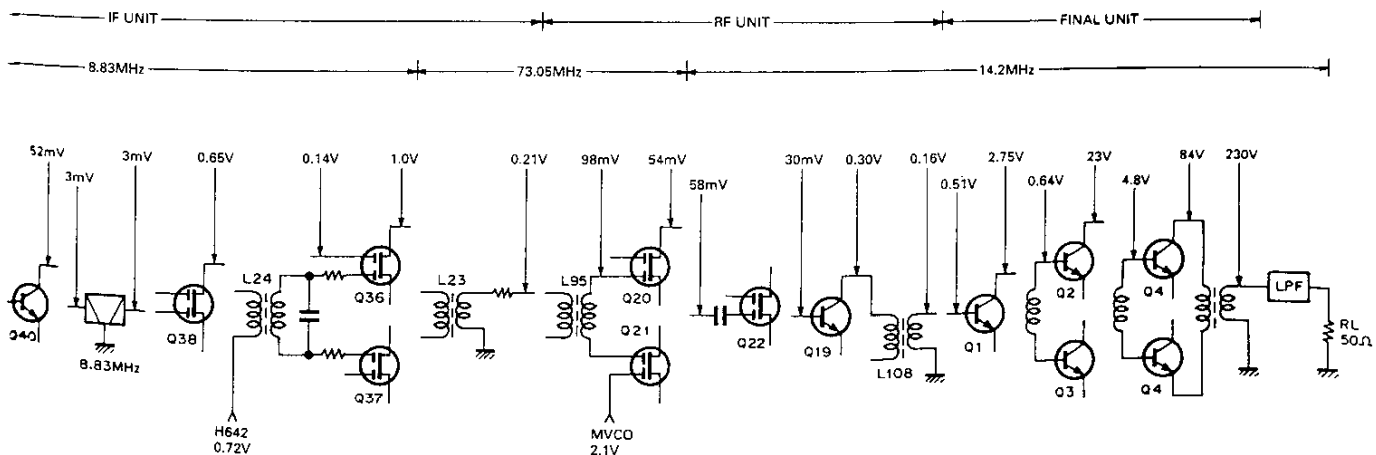 IF UNIT
RF UNIT
FINAL UNIT
8.83MHz
73.05MHz
14.2MHz
52mV
3mV
3mV
0.65V
0.14V
1.0V
0.21V
98mV
54mV
58mV
30mV
0.30V
0.16V
0.51V
2.75V
0.64V
23V
4.8V
84V
230V
Q40
8.83MHz
Q38
L24
Q36
Q37
H642
0.72V
L23
L95
Q20
Q21
MVCO
2.1V
Q22
Q19
L108
Q1
Q2
Q3
Q4
Q4
LPF
RL
50Ω